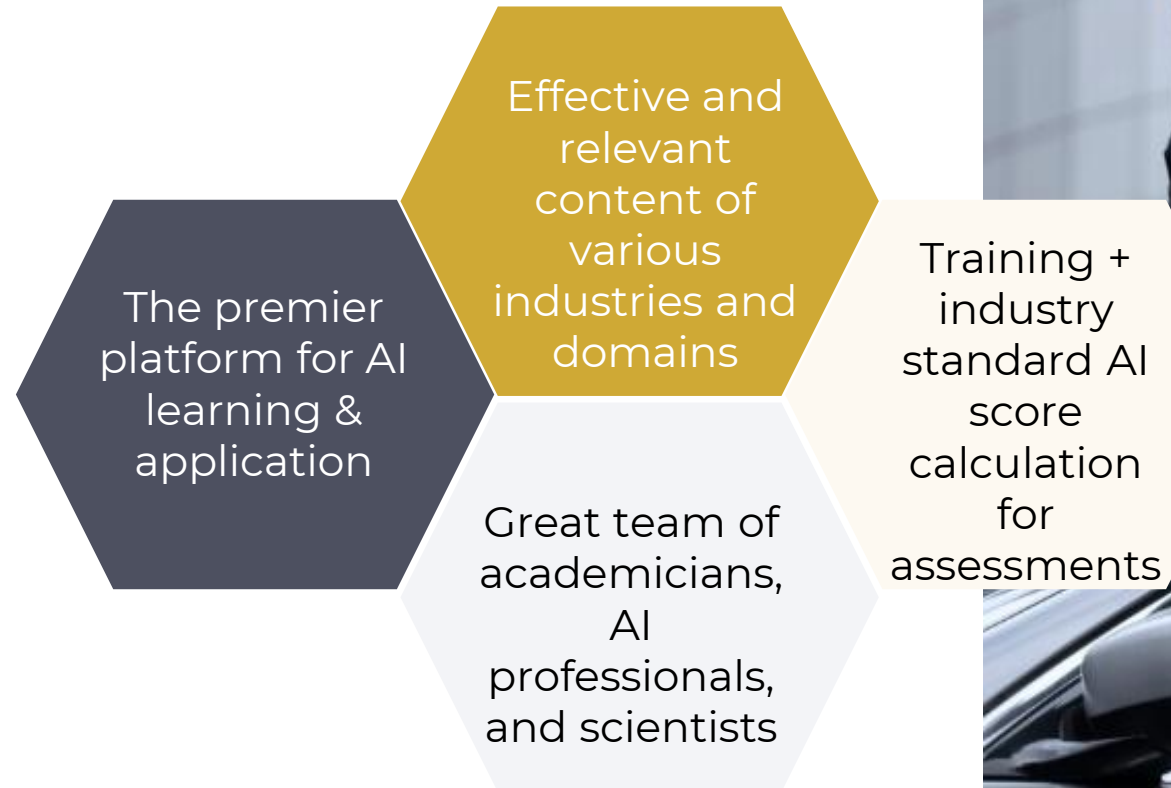 The premier
platform for AI
learning &
application
Effective and
relevant
content of
various
industries and
domains
Great team of
academicians,
AI
professionals,
and scientists
Training +
industry
standard AI
score
calculation
for
assessments